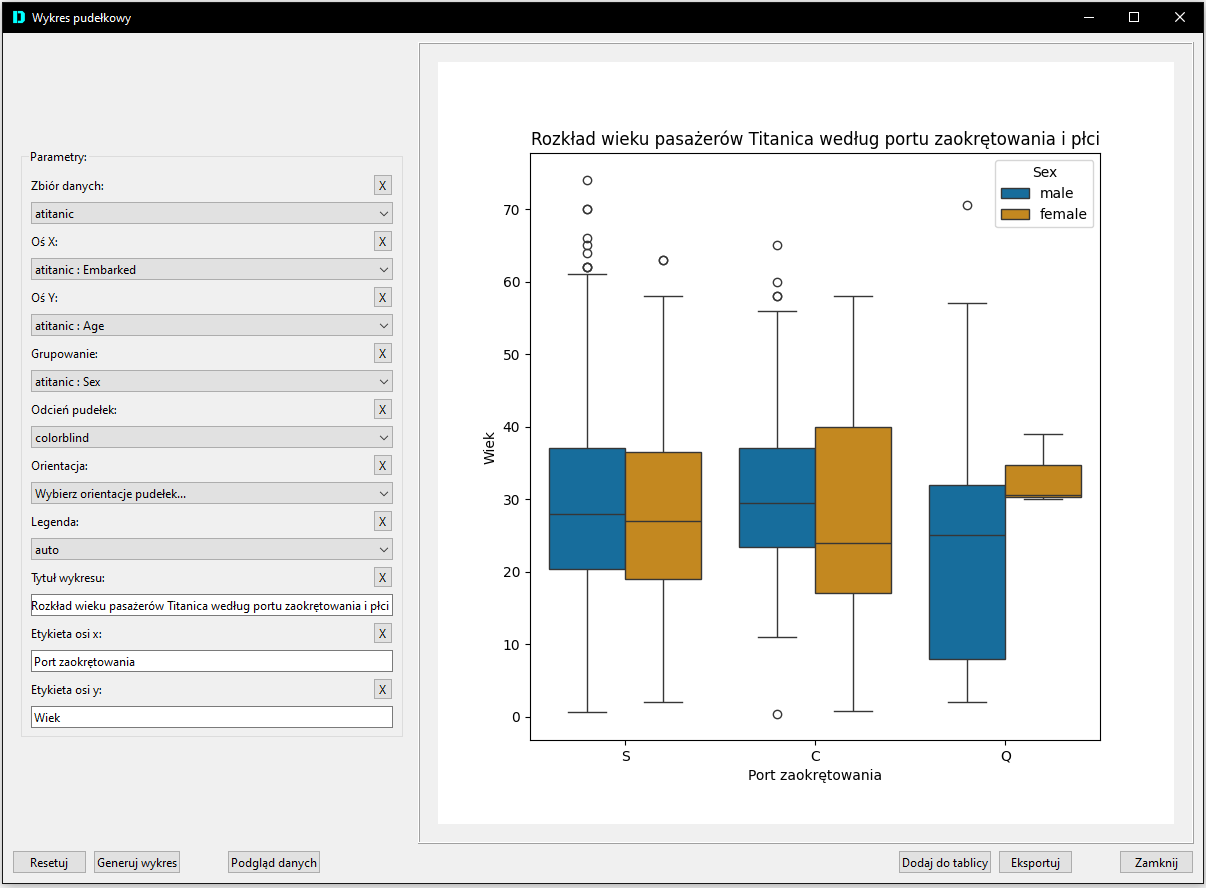 Wykres pudełkowy
Parametry:
Zbiór danych:
X
atitanic
Oś X:
X
atitanic : Embarked
Oś Y:
X
atitanic : Age
Grupowanie:
X
atitanic : Sex
Odcień pudełek:
X
colorblind
Orientacja:
X
Wybierz orientacje pudełek...
Legenda:
X
auto
Tytuł wykresu:
X
Rozkład wieku pasażerów Titanica według portu zaokrętowania i płci
Etykieta osi x:
X
Port zaokrętowania
Etykieta osi y:
X
Wiek
Rozkład wieku pasażerów Titanica według portu zaokrętowania i płci
Sex
male
female
Wiek
70
60
50
40
30
20
10
0
S
C
Q
Port zaokrętowania
Resetuj
Generuj wykres
Podgląd danych
Dodaj do tablicy
Eksportuj
Zamknij